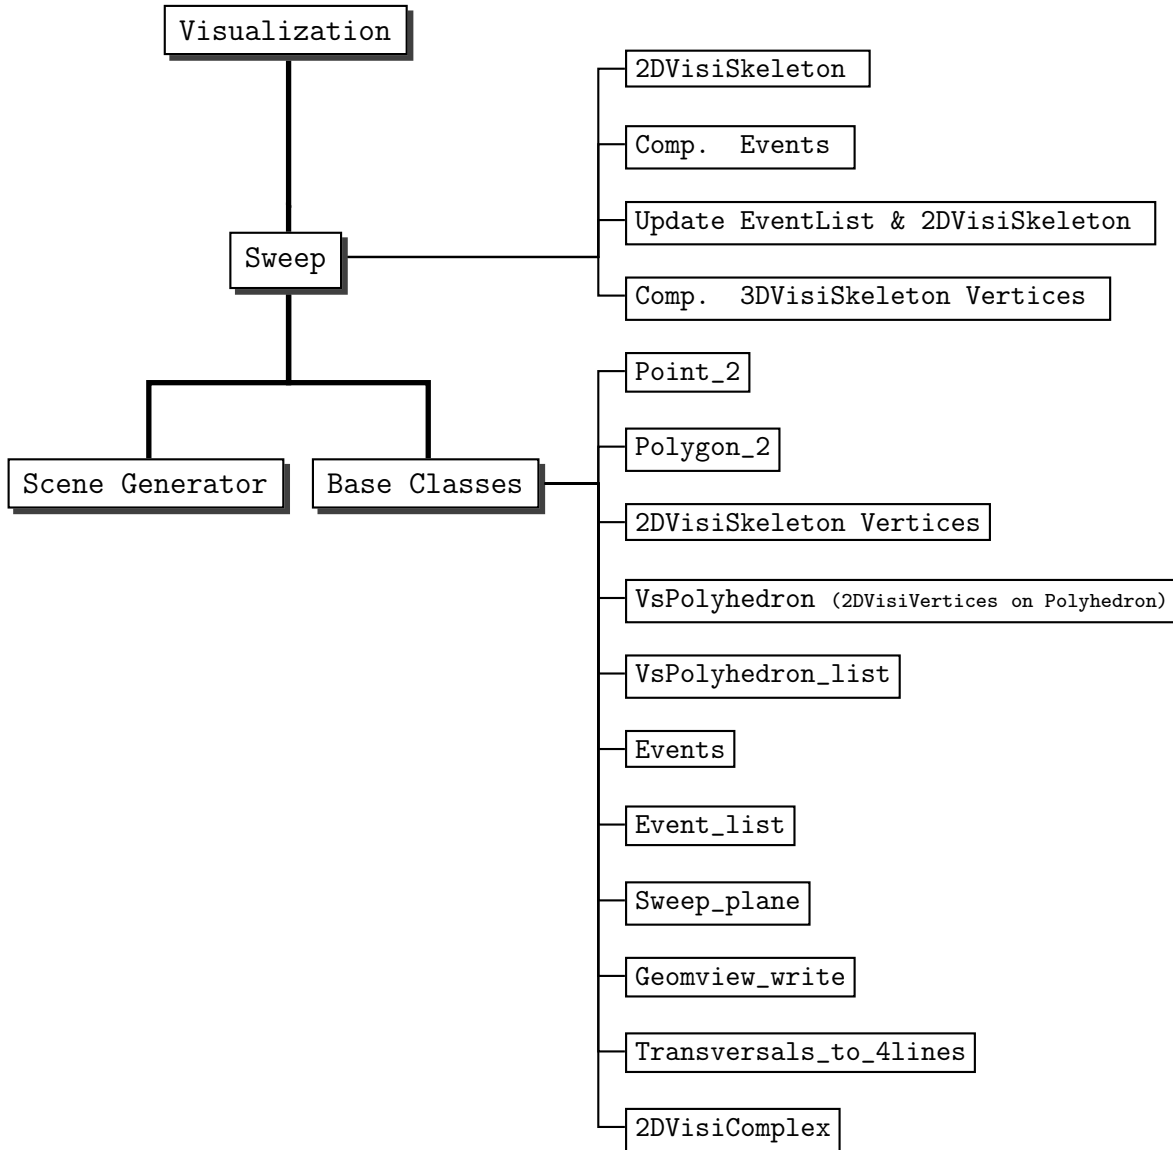 Visualization
2DVisiSkeleton
Comp.  Events
Update EventList & 2DVisiSkeleton
Sweep
Comp.  3DVisiSkeleton Vertices
Point_2
Polygon_2
Scene Generator
Base Classes
2DVisiSkeleton Vertices
VsPolyhedron (2DVisiVertices on Polyhedron)
VsPolyhedron_list
Events
Event_list
Sweep_plane
Geomview_write
Transversals_to_4lines
2DVisiComplex